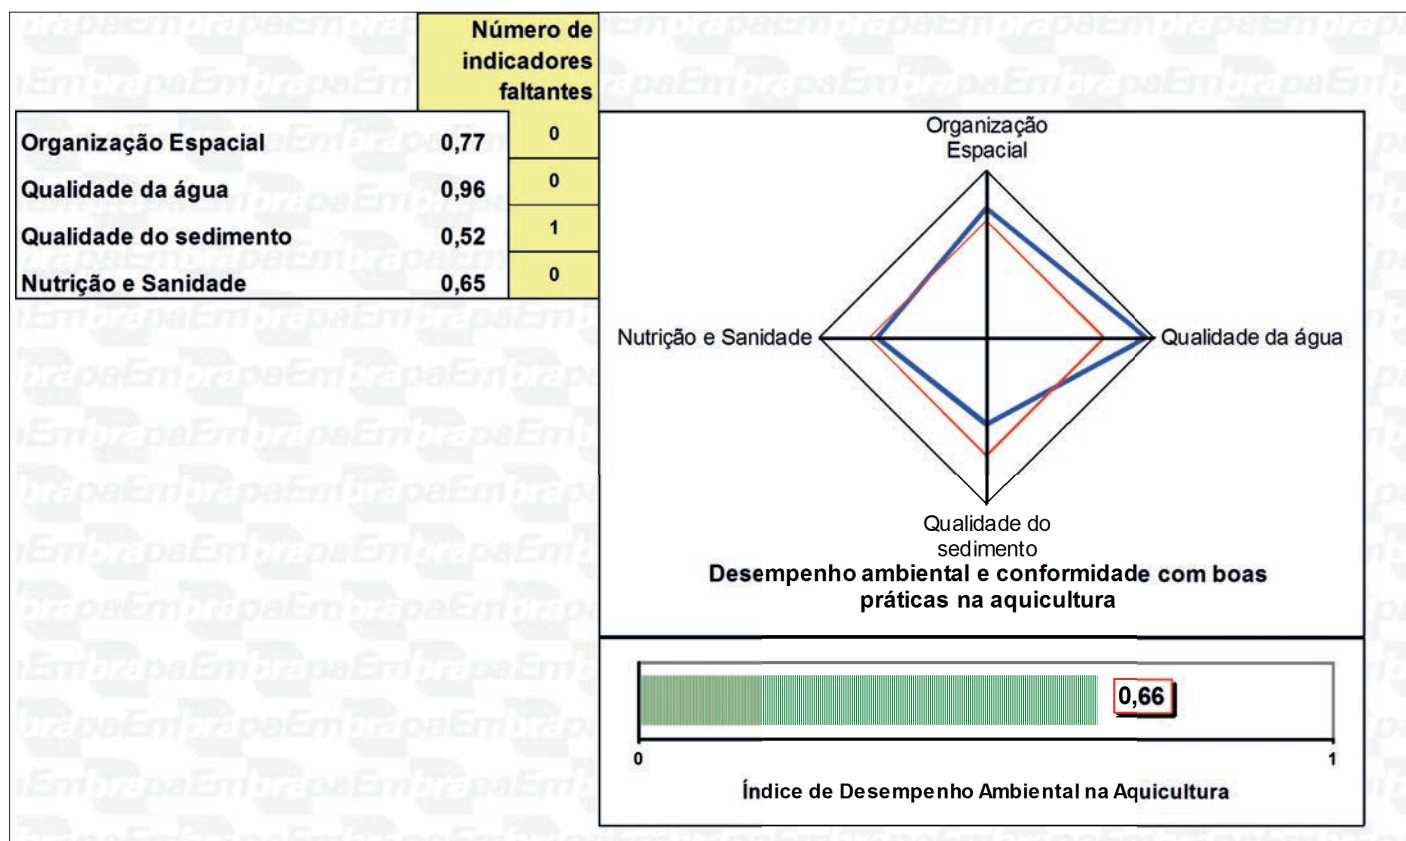 Número de
indicadores
faltantes
Organização Espacial 0,77 0
Qualidade da água 0,96 0
Qualidade do sedimento 0,52 1
Nutrição e Sanidade 0,65 0
Organização
Espacial
Nutrição e Sanidade
Qualidade da água
Qualidade do
sedimento
Desempenho ambiental e conformidade com boas
práticas na aquicultura
0,66
0 1
Índice de Desempenho Ambiental na Aquicultura